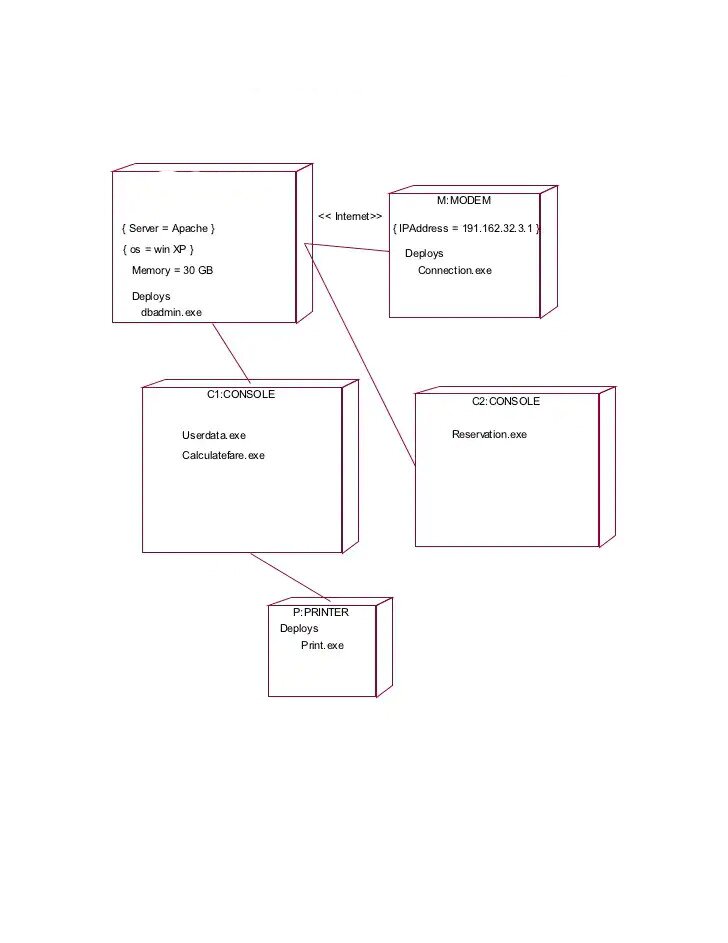 { Server = Apache }
{ os = win XP }
Memory = 30 GB
Deploys
dbadmin.exe
<< Internet>>
M:MODEM
{ IPAddress = 191.162.32.3.1 }
Deploys
Connection.exe
C1:CONSOLE
Userdata.exe
Calculatefare.exe
C2:CONSOLE
Reservation.exe
P:PRINTER
Deploys
Print.exe